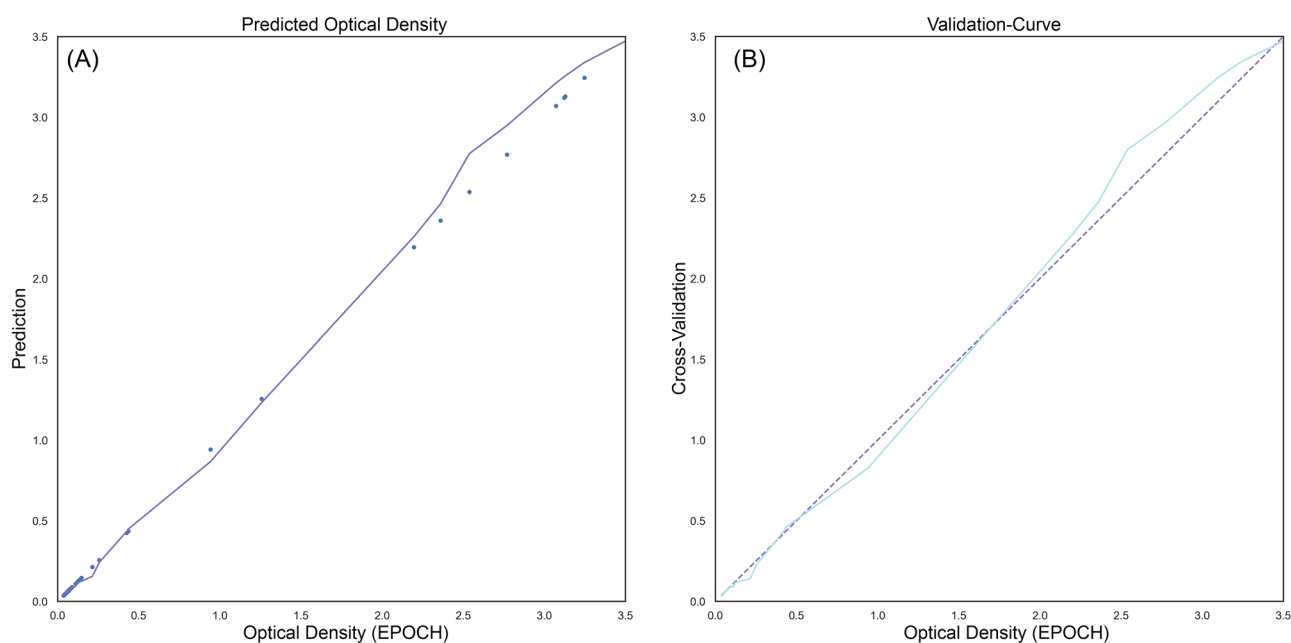 Predicted Optical Density
(A)
3.5
3.0
2.5
2.0
1.5
1.0
0.5
0.0
Prediction
0.0 0.5 1.0 1.5 2.0 2.5 3.0 3.5
Optical Density (EPOCH)
Validation-Curve
(B)
3.5
3.0
2.5
2.0
1.5
1.0
0.5
0.0
Cross-Validation
0.0 0.5 1.0 1.5 2.0 2.5 3.0 3.5
Optical Density (EPOCH)